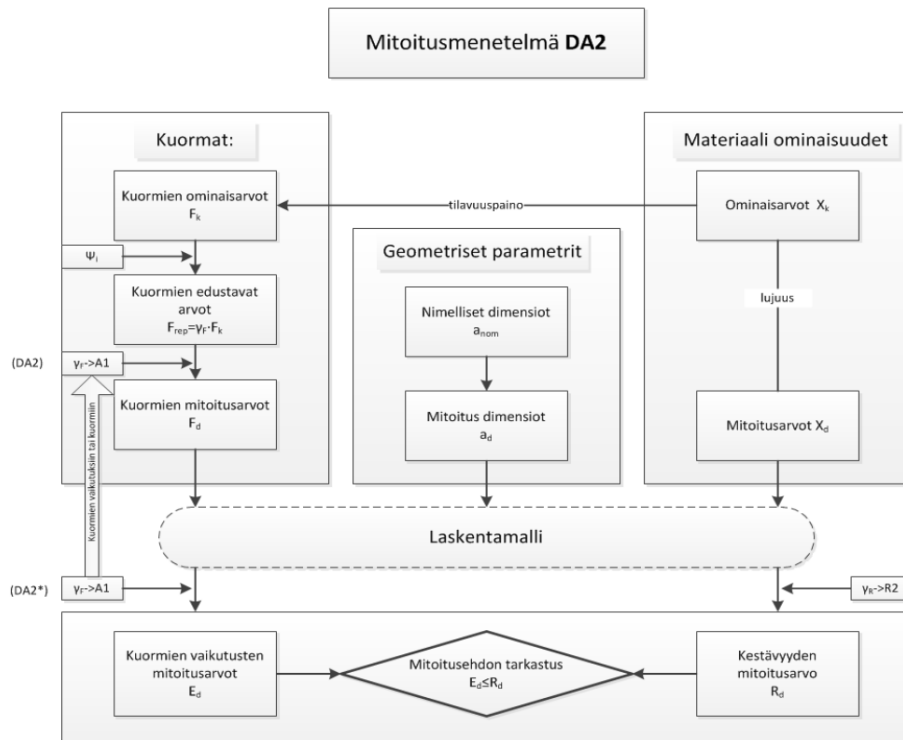 Mitoitusmenetelmä DA2
Kuormat:
Kuormien ominaisarvot
Fk
Ψi
Kuormien edustavat
arvot
Frep=γF·Fk
(DA2)
γF->A1
Kuormien mitoitusarvot
Fd
Kuormien vaikutuksiin tai kuormiin
tilavuuspaino
Geometriset parametrit
Nimelliset dimensiot
anom
Mitoitus dimensiot
ad
Materiaali ominaisuudet
Ominaisarvot Xk
lujuus
Mitoitusarvot Xd
Laskentamalli
(DA2*)
γF->A1
γR->R2
Kuormien vaikutusten
mitoitusarvot
Ed
Mitoitusehdon tarkastus
Ed≤Rd
Kestävyyden
mitoitusarvo
Rd